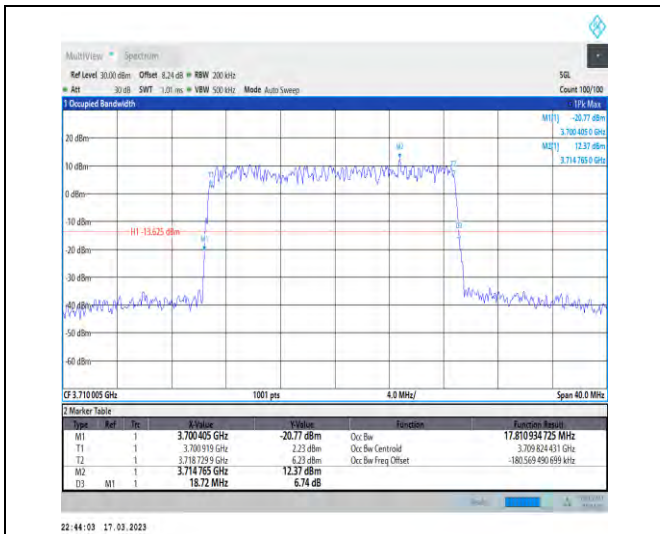 MultiView Spectrum
Ref Level 30.00 dBm Offset 8.24 dB RBW 200 kHz SGL
Att 30 dB SWT 1.01 ms VBW 500 kHz Mode Auto Sweep Count 100/100
1 Occupied Bandwidth 1Pk Max
M1[1] -20.77 dBm
3.700 405 0 GHz
M2[1] 12.37 dBm
3.714 765 0 GHz
20 dBm
M2
10 dBm
T2
0 dBm
-10 dBm
H1 -13.625 dBm
M1
D3
-20 dBm
-30 dBm
-40 dBm
-50 dBm
-60 dBm
CF 3.710 005 GHz 1001 pts 4.0 MHz/ Span 40.0 MHz
2 Marker Table
Type Ref Trc X-Value Y-Value Function Function Result
M1 1 3.700 405 GHz -20.77 dBm Occ Bw 17.810 934 725 MHz
T1 1 3.700 919 GHz 2.23 dBm Occ Bw Centroid 3.709 824 431 GHz
T2 1 3.718 729 9 GHz 6.23 dBm Occ Bw Freq Offset -180.569 490 699 kHz
M2 1 3.714 765 GHz 12.37 dBm
D3 M1 1 18.72 MHz 6.74 dB
22:44:03 17.03.2023